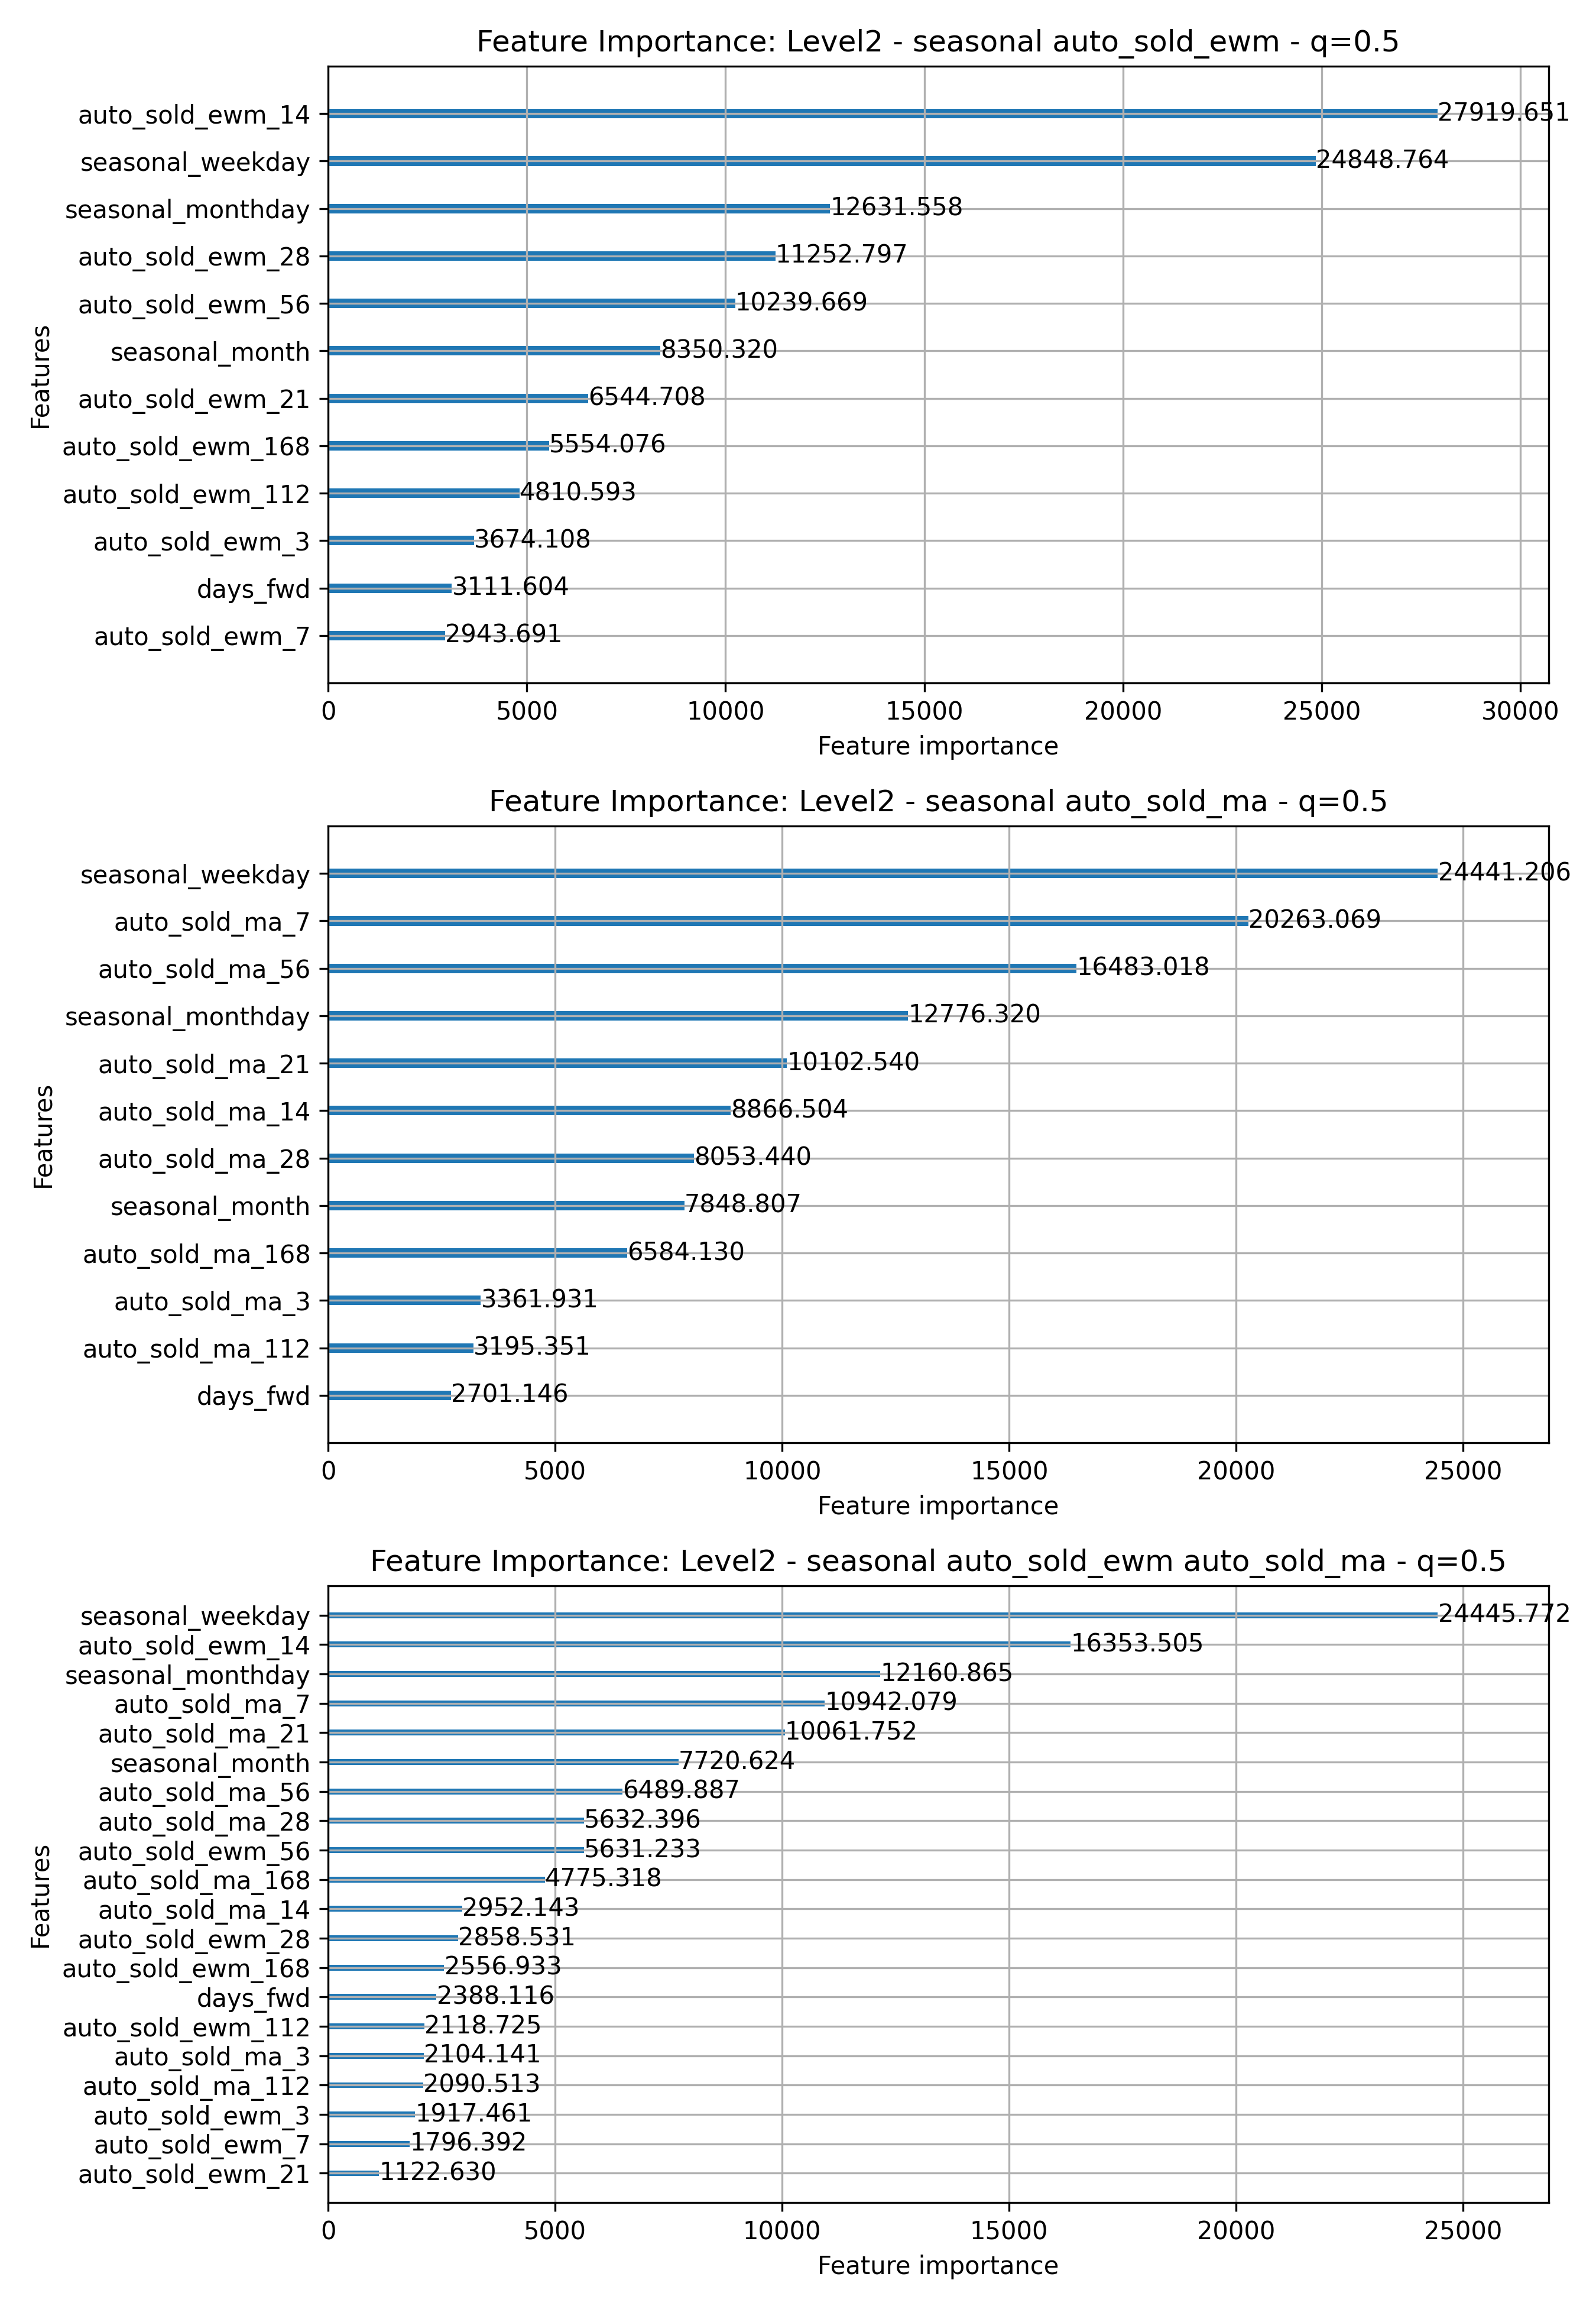 Feature Importance: Level2 - seasonal auto_sold_ewm - q=0.5
Features
auto_sold_ewm_14 27919.651
seasonal_weekday 24848.764
seasonal_monthday 12631.558
auto_sold_ewm_28 11252.797
auto_sold_ewm_56 10239.669
seasonal_month 8350.320
auto_sold_ewm_21 6544.708
auto_sold_ewm_168 5554.076
auto_sold_ewm_112 4810.593
auto_sold_ewm_3 3674.108
days_fwd 3111.604
auto_sold_ewm_7 2943.691
0 5000 10000 15000 20000 25000 30000
Feature importance
Feature Importance: Level2 - seasonal auto_sold_ma - q=0.5
Features
seasonal_weekday 24441.206
auto_sold_ma_7 20263.069
auto_sold_ma_56 16483.018
seasonal_monthday 12776.320
auto_sold_ma_21 10102.540
auto_sold_ma_14 8866.504
auto_sold_ma_28 8053.440
seasonal_month 7848.807
auto_sold_ma_168 6584.130
auto_sold_ma_3 3361.931
auto_sold_ma_112 3195.351
days_fwd 2701.146
0 5000 10000 15000 20000 25000
Feature importance
Feature Importance: Level2 - seasonal auto_sold_ewm auto_sold_ma - q=0.5
Features
seasonal_weekday 24445.772
auto_sold_ewm_14 16353.505
seasonal_monthday 12160.865
auto_sold_ma_7 10942.079
auto_sold_ma_21 10061.752
seasonal_month 7720.624
auto_sold_ma_56 6489.887
auto_sold_ma_28 5632.396
auto_sold_ewm_56 5631.233
auto_sold_ma_168 4775.318
auto_sold_ma_14 2952.143
auto_sold_ewm_28 2858.531
auto_sold_ewm_168 2556.933
days_fwd 2388.116
auto_sold_ewm_112 2118.725
auto_sold_ma_3 2104.141
auto_sold_ma_112 2090.513
auto_sold_ewm_3 1917.461
auto_sold_ewm_7 1796.392
auto_sold_ewm_21 1122.630
0 5000 10000 15000 20000 25000
Feature importance